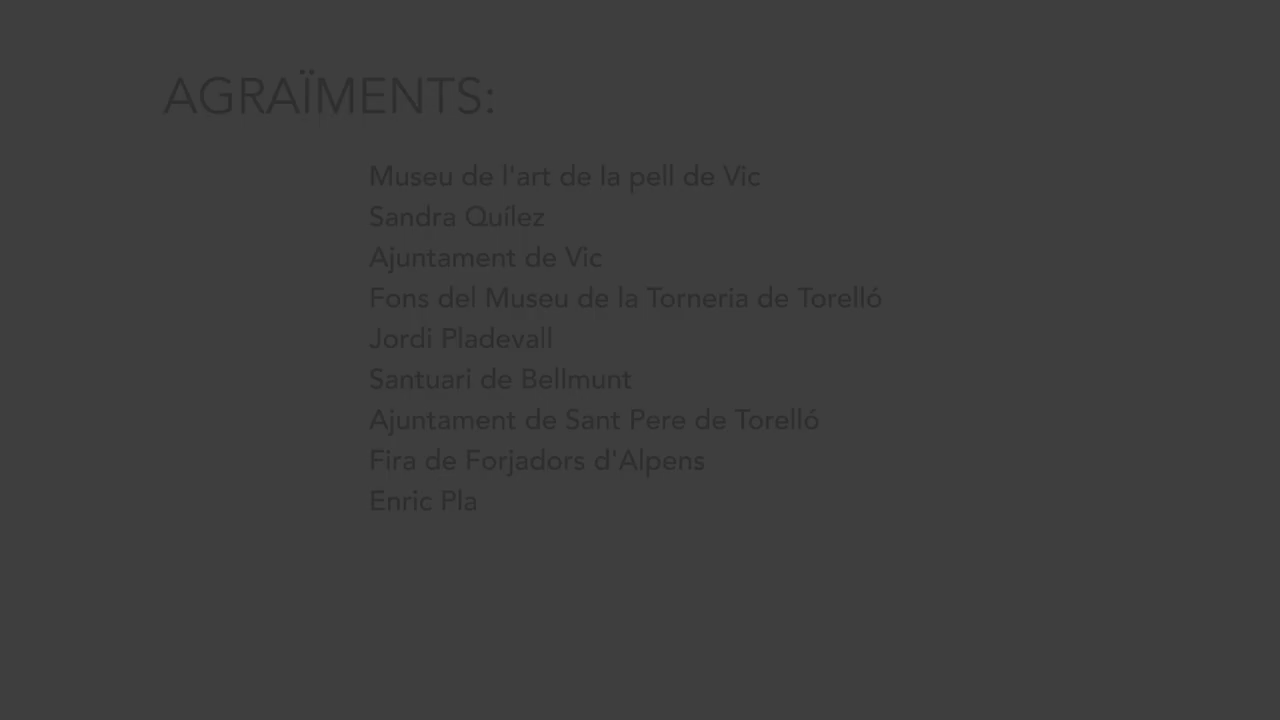 AGRAÏMENTS:
Museu de l'art de la pell de Vic
Sandra Quílez
Ajuntament de Vic
Fons del Museu de la Torneria de Torelló
Jordi Pladevall
Santuari de Bellmunt
Ajuntament de Sant Pere de Torelló
Fira de Forjadors d'Alpens
Enric Pla